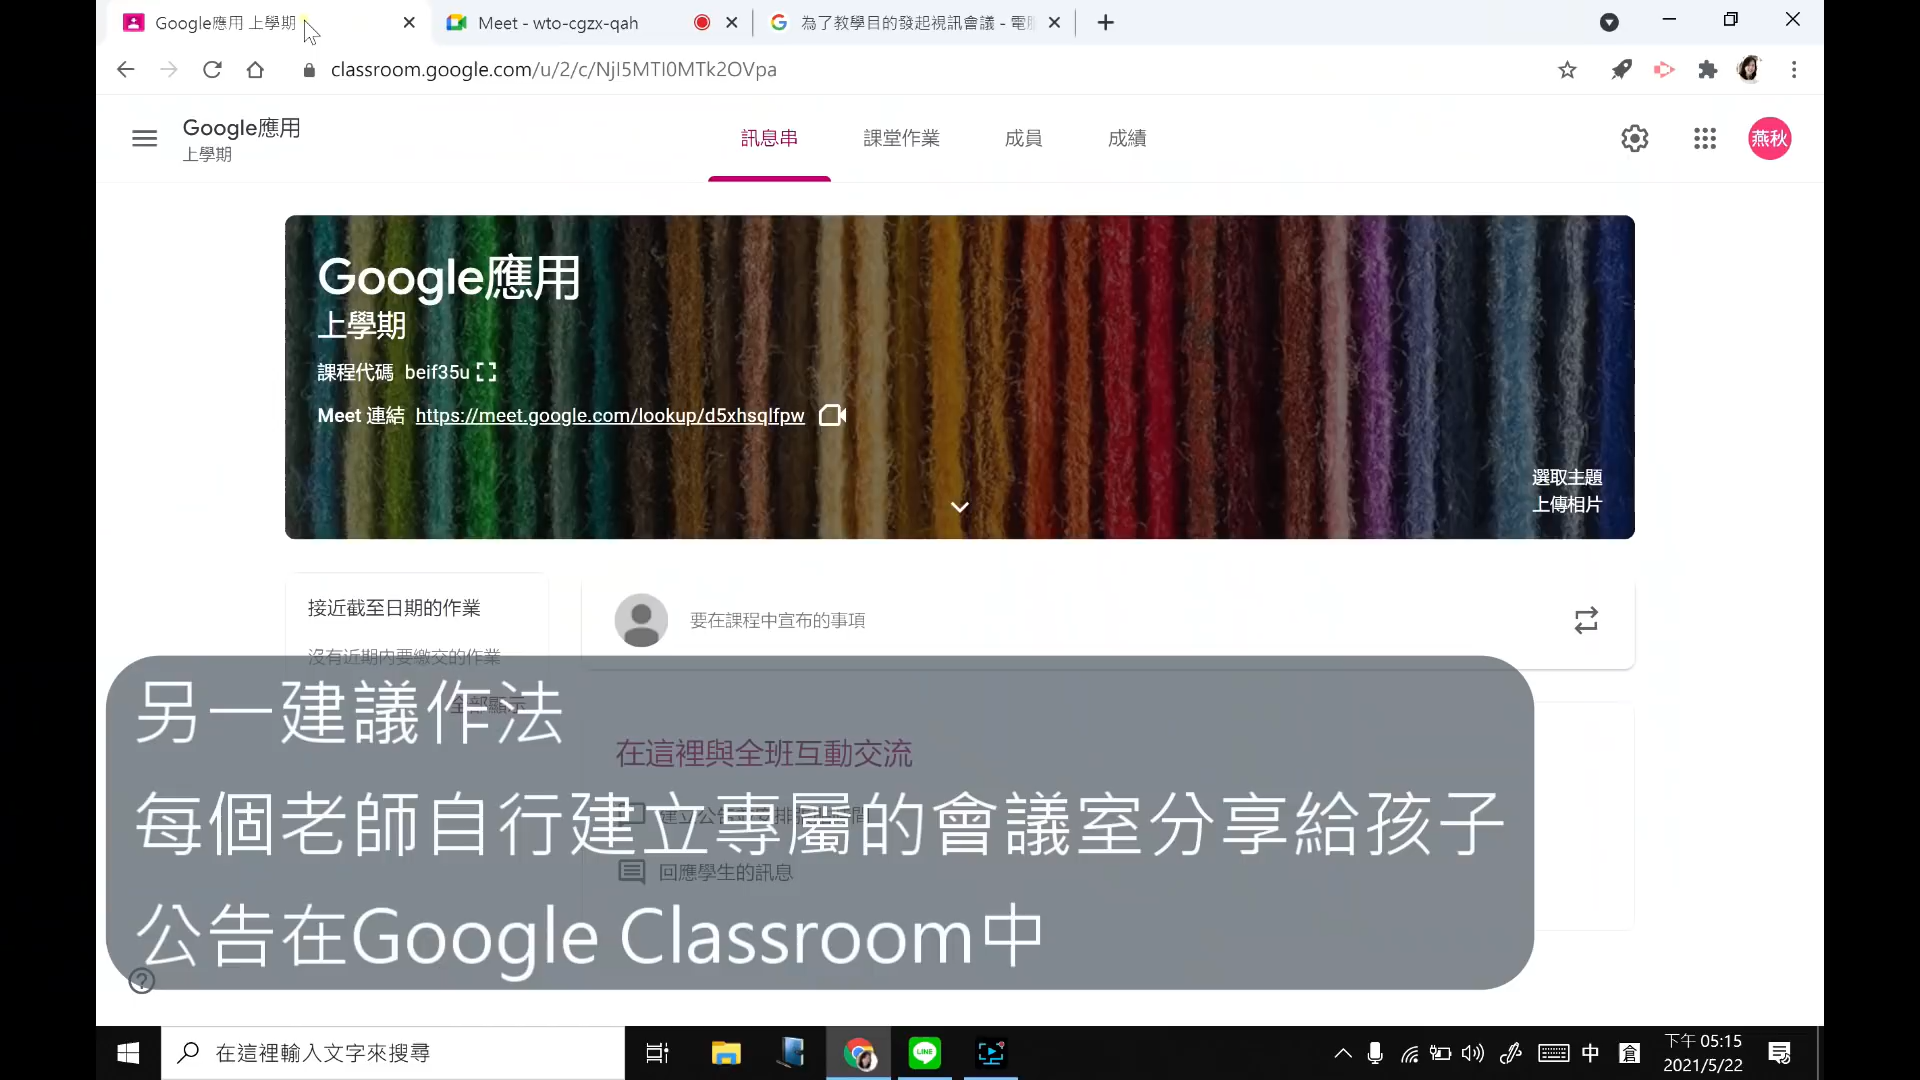 Google應用 上學期
Meet - wto-cgzx-qah
為了教學目的發起視訊會議 - 電
classroom.google.com/u/2/c/NjI5MTI0MTk2OVpa
Google應用
上學期
訊息串
課堂作業
成員
成績
燕秋
Google應用
上學期
課程代碼 beif35u
Meet 連結 https://meet.google.com/lookup/d5xhsqlfpw
選取主題
上傳相片
接近截至日期的作業
沒有近期內要繳交的作業
全部顯示
要在課程中宣布的事項
在這裡與全班互動交流
回應學生的訊息
另一建議作法
每個老師自行建立專屬的會議室分享給孩子
公告在Google Classroom中
在這裡輸入文字來搜尋
LINE
中
倉
下午 05:15
2021/5/22